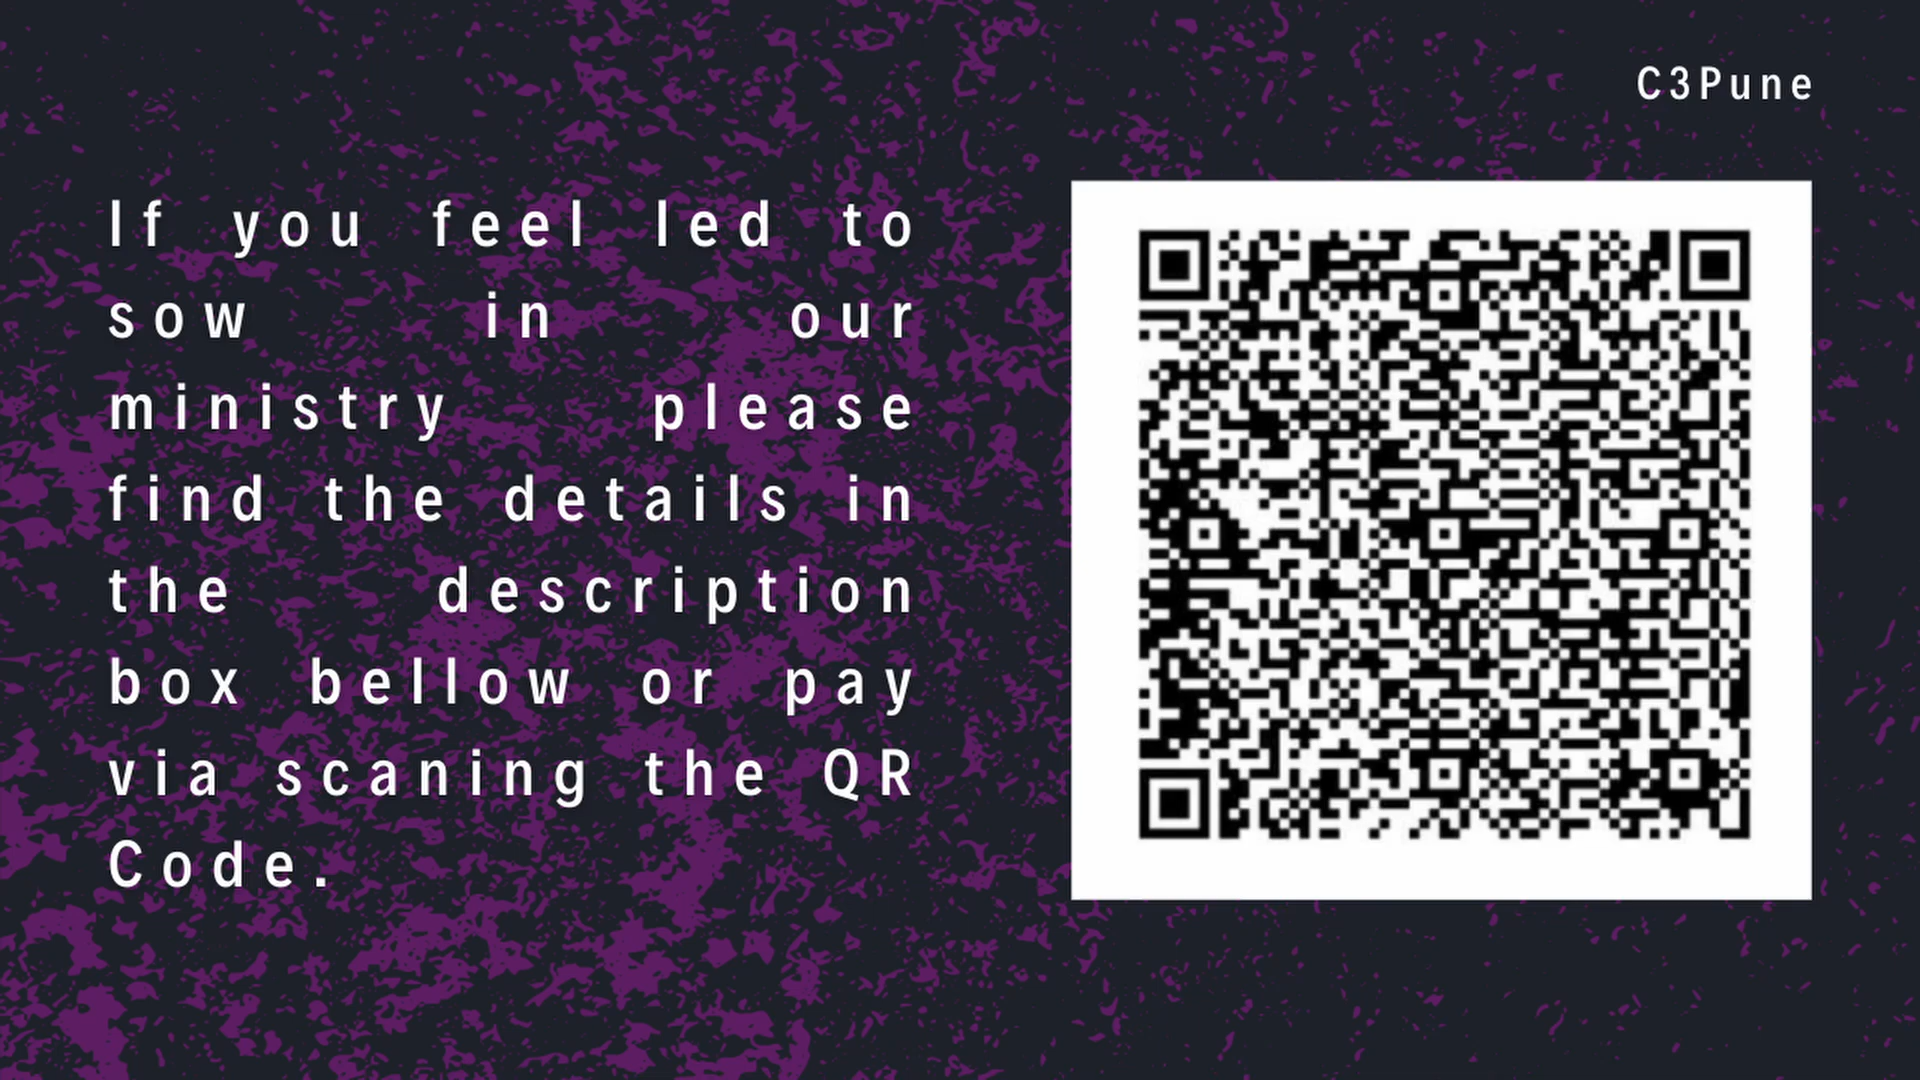 C3Pune
If you feel led to
sow in our
ministry please
find the details in
the description
box bellow or pay
via scaning the QR
Code.